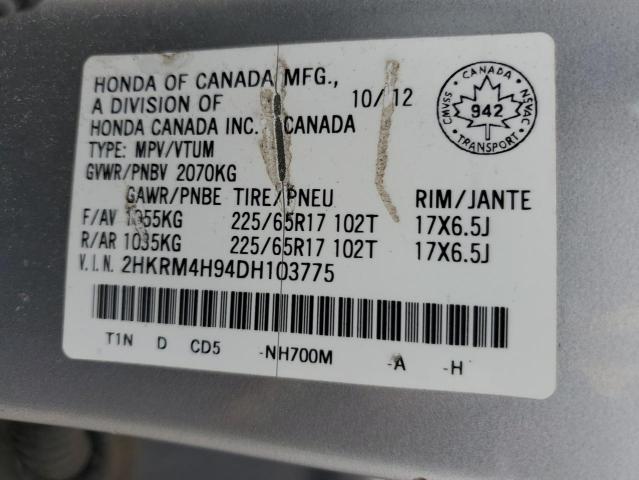 HONDA OF CANADA MFG.,
A DIVISION OF 10/12
HONDA CANADA INC. CANADA
TYPE: MPV/VTUM
GVWR/PNBV 2070KG
GAWR/PNBE TIRE/PNEU RIM/JANTE
F/AV 1055KG 225/65R17 102T 17X6.5J
R/AR 1035KG 225/65R17 102T 17X6.5J
V.I.N. 2HKRM4H94DH103775
T1N D CD5 -NH700M -A -H
CANADA
CMVSS 942 NSVAC
TRANSPORT